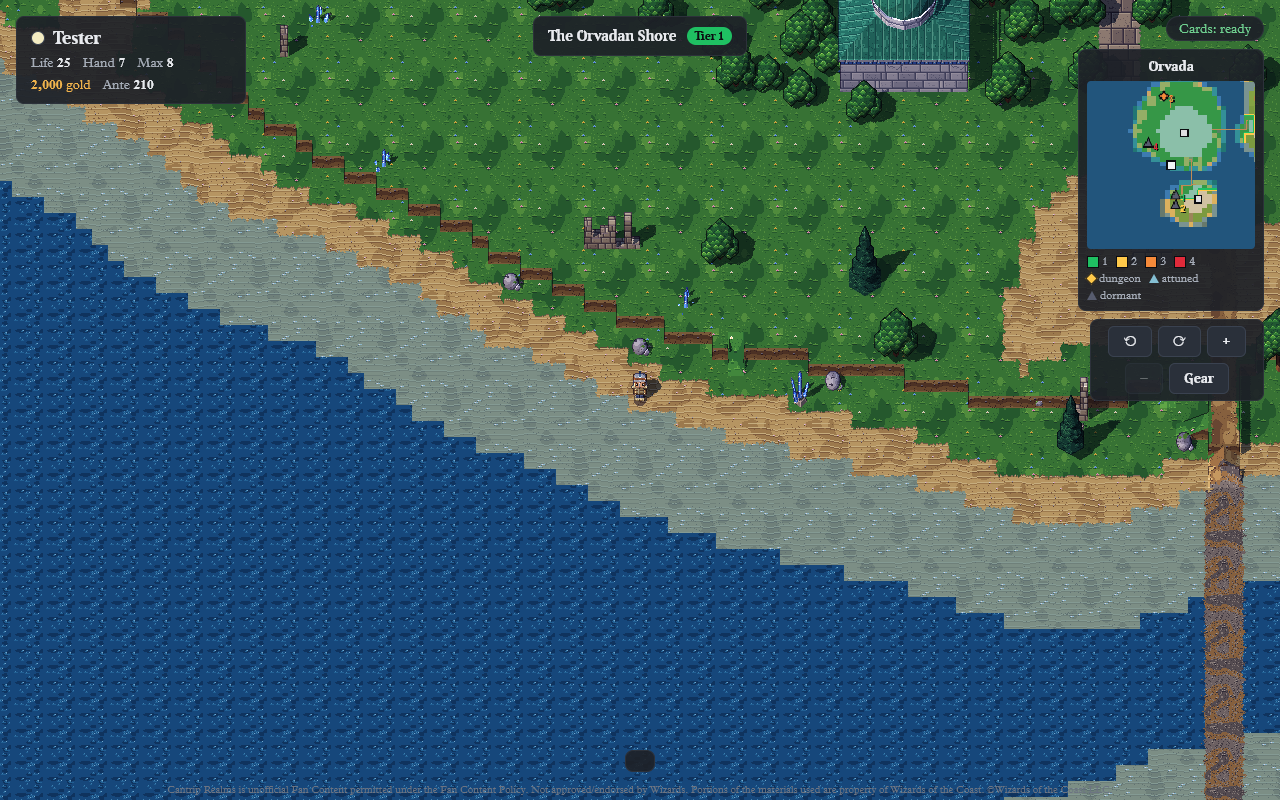 Tester
Life 25 Hand 7 Max 8
2,000 gold Ante 210
The Orvadan Shore Tier 1
Cards: ready
Orvada
1 2 3 4
dungeon attuned
dormant
+
−
Gear
Cantrip Realms is unofficial Fan Content permitted under the Fan Content Policy. Not approved/endorsed by Wizards. Portions of the materials used are property of Wizards of the Coast. ©Wizards of the C